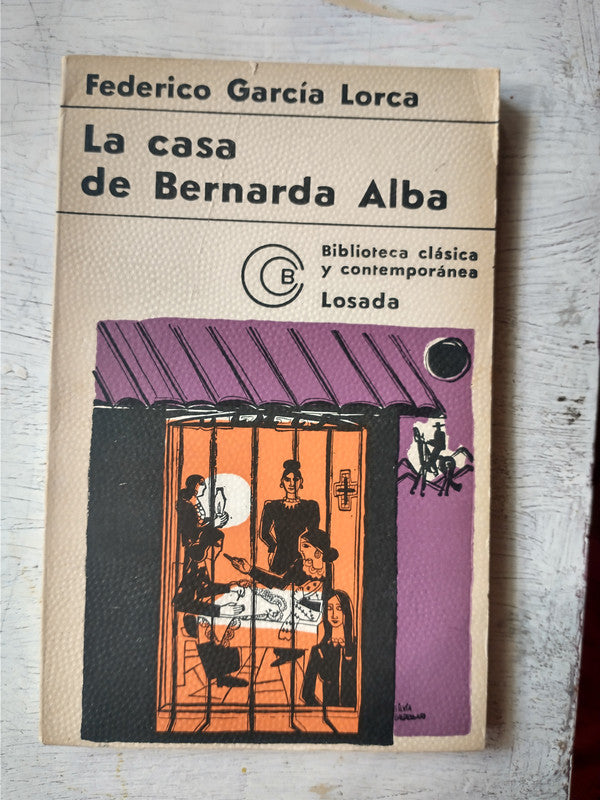 Federico García Lorca
La casa
de Bernarda Alba
B
Biblioteca clásica
y contemporánea
Losada